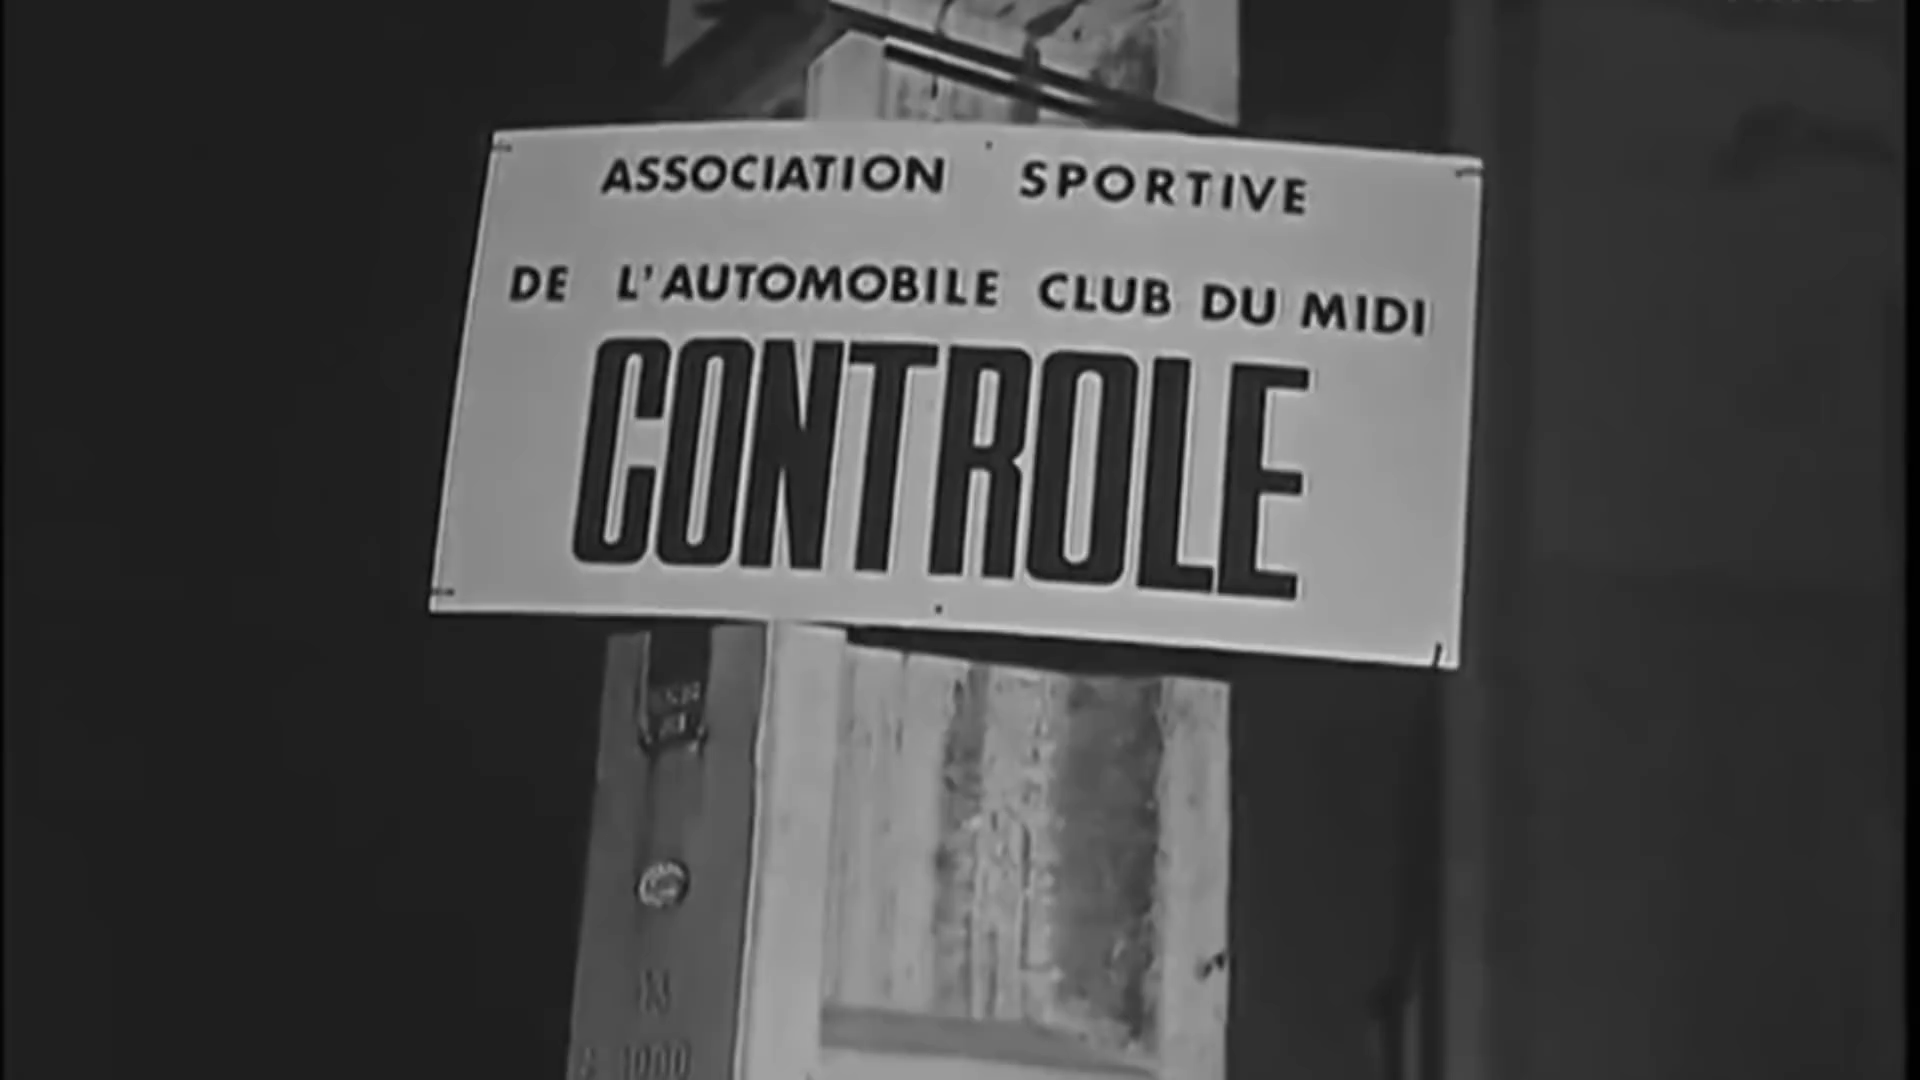 ASSOCIATION SPORTIVE
DE L'AUTOMOBILE CLUB DU MIDI
CONTROLE